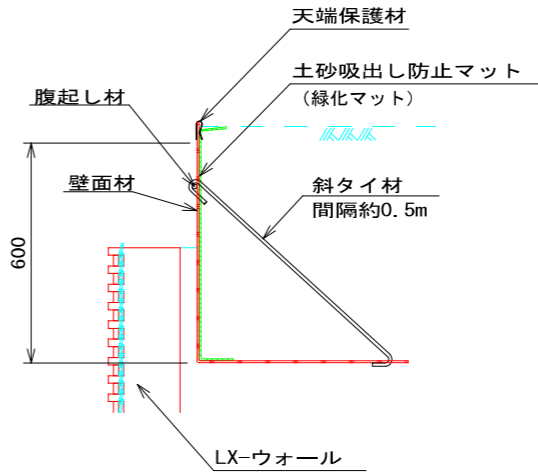 天端保護材
土砂吸出し防止マット
（緑化マット）
腹起し材
壁面材
斜タイ材
間隔約0.5m
600
LX-ウォール